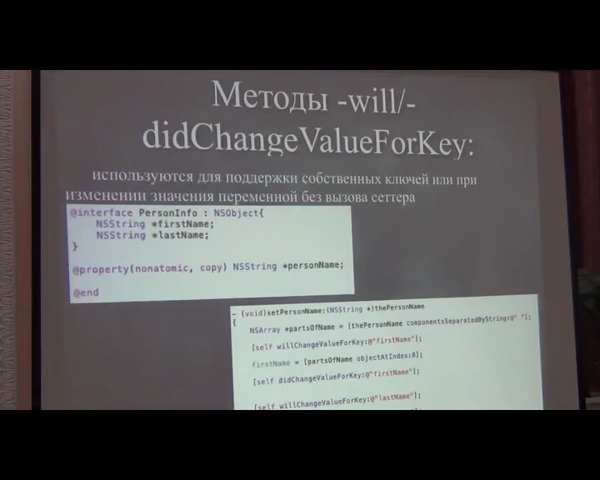 Методы -will/-
didChangeValueForKey:
используются для поддержки собственных ключей или при
изменении значения переменной без вызова сеттера
@interface PersonInfo : NSObject{
NSString *firstName;
NSString *lastName;
}
@property(nonatomic, copy) NSString *personName;
@end
- (void)setPersonName:(NSString *)thePersonName
{
NSArray *partsOfName = [thePersonName componentsSeparatedByString:@" "];
[self willChangeValueForKey:@"firstName"];
firstName = [partsOfName objectAtIndex:0];
[self didChangeValueForKey:@"firstName"];
[self willChangeValueForKey:@"lastName"];